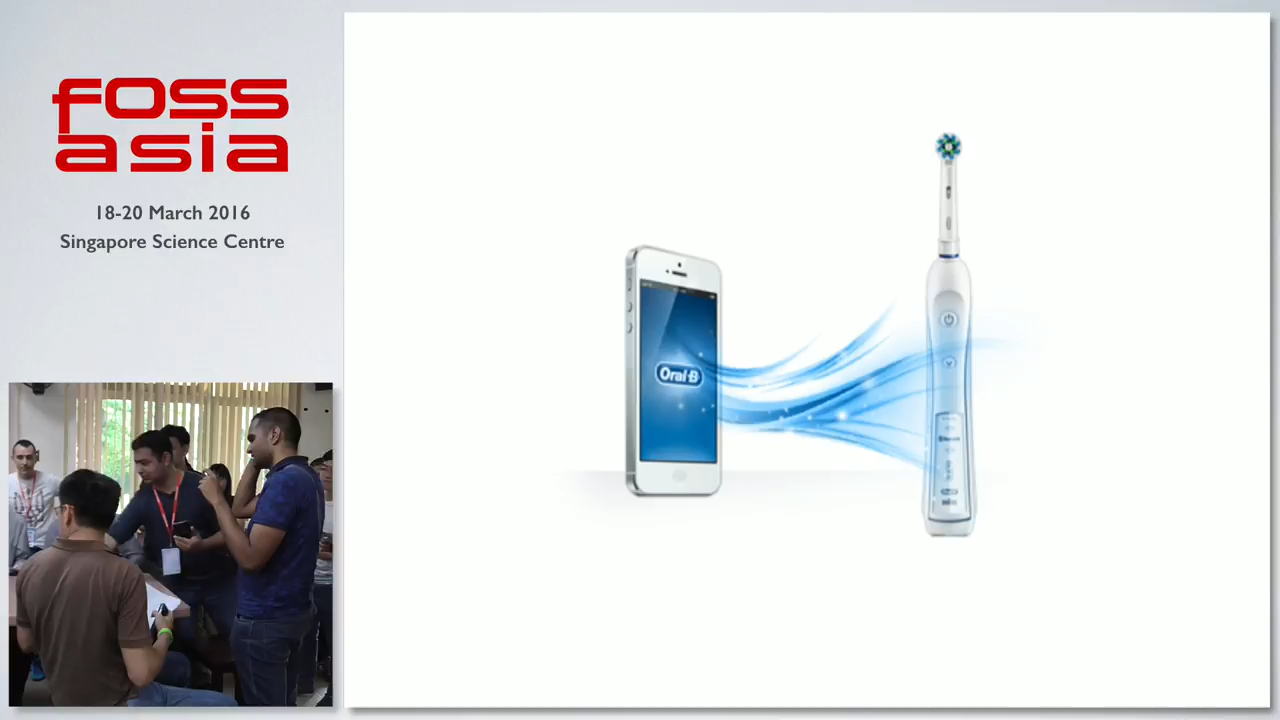 foss
asia
18-20 March 2016
Singapore Science Centre
Oral-B